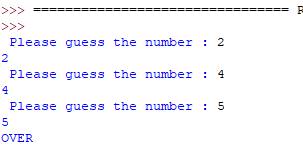 >>> ================================ R
>>>
Please guess the number : 2
2
Please guess the number : 4
4
Please guess the number : 5
5
OVER